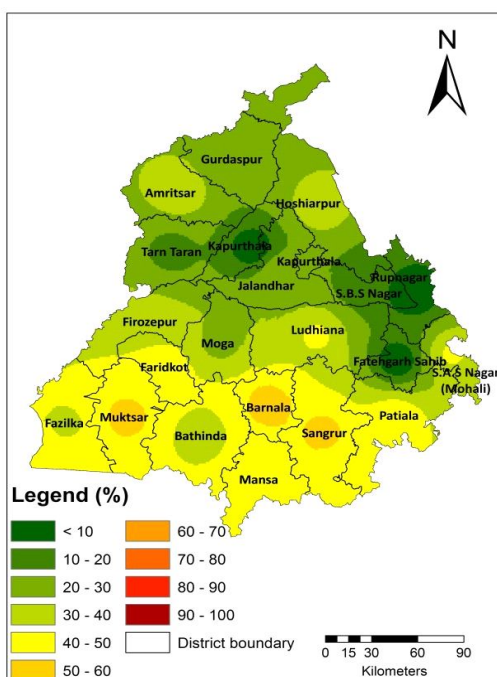 N
Gurdaspur
Amritsar
Hoshiarpur
Tarn Taran
Kapurthala
Kapurthala
Rupnagar
Jalandhar
S.B.S Nagar
Firozepur
Ludhiana
Moga
Fatehgarh Sahib
Faridkot
S.A.S Nagar
(Mohali)
Fazilka
Muktsar
Barnala
Patiala
Bathinda
Sangrur
Mansa
Legend (%)
< 10
60 - 70
10 - 20
70 - 80
20 - 30
80 - 90
30 - 40
90 - 100
40 - 50
District boundary
50 - 60
0 15 30 60 90
Kilometers